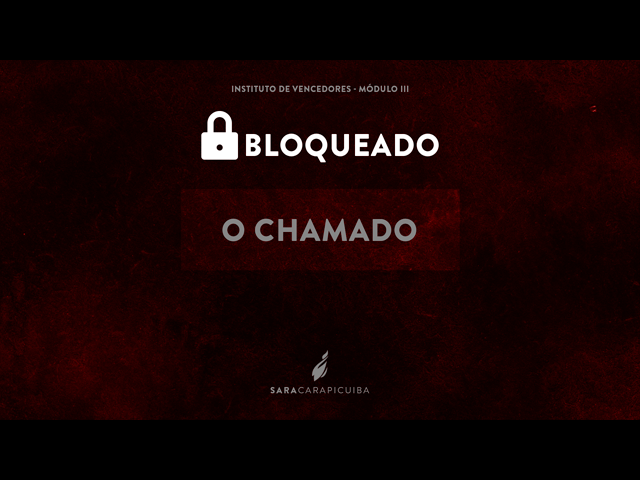 INSTITUTO DE VENCEDORES - MÓDULO III
BLOQUEADO
O CHAMADO
SARACARAPICUIBA